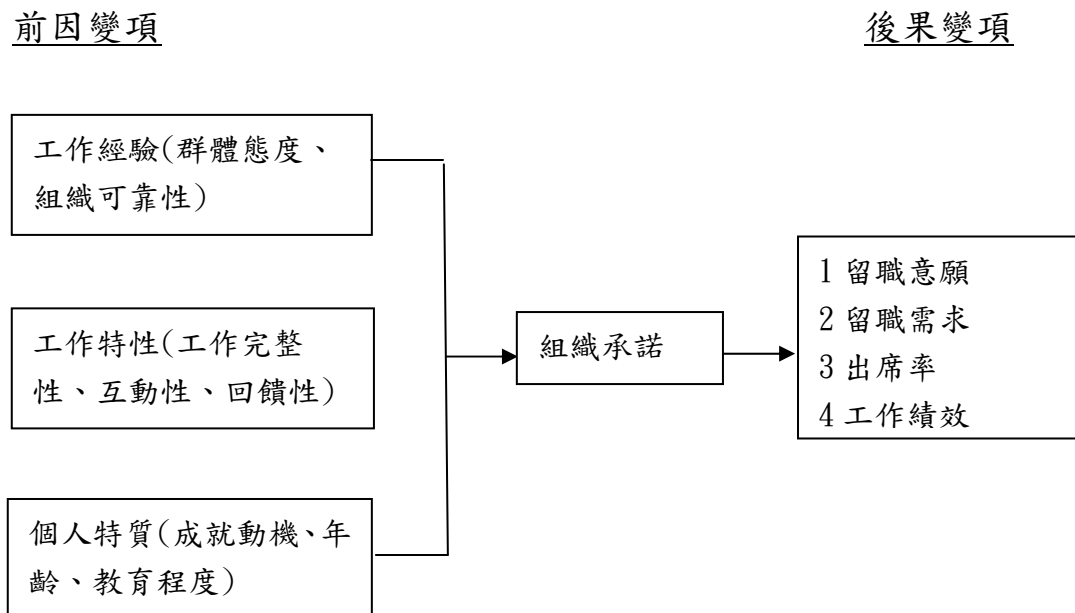 前因變項
後果變項
工作經驗(群體態度、
組織可靠性)
工作特性(工作完整
性、互動性、回饋性)
個人特質(成就動機、年
齡、教育程度)
組織承諾
1 留職意願
2 留職需求
3 出席率
4 工作績效